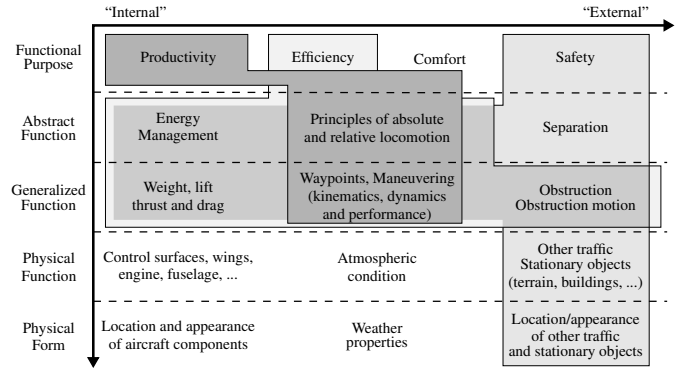 “Internal”
“External”
Functional
Purpose
Productivity
Efficiency
Comfort
Safety
Abstract
Function
Energy
Management
Principles of absolute
and relative locomotion
Separation
Generalized
Function
Weight, lift
thrust and drag
Waypoints, Maneuvering
(kinematics, dynamics
and performance)
Obstruction
Obstruction motion
Physical
Function
Control surfaces, wings,
engine, fuselage, ...
Atmospheric
condition
Other traffic
Stationary objects
(terrain, buildings, ...)
Physical
Form
Location and appearance
of aircraft components
Weather
properties
Location/appearance
of other traffic
and stationary objects